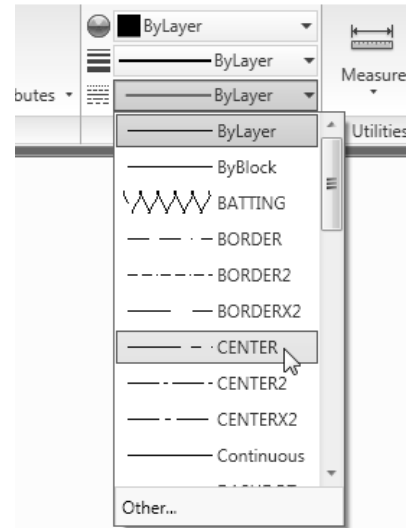 ByLayer
ByLayer
Measure
butes
ByLayer
ByLayer
Utilities
ByBlock
BATTING
BORDER
BORDER2
BORDERX2
CENTER
CENTER2
CENTERX2
Continuous
Other...